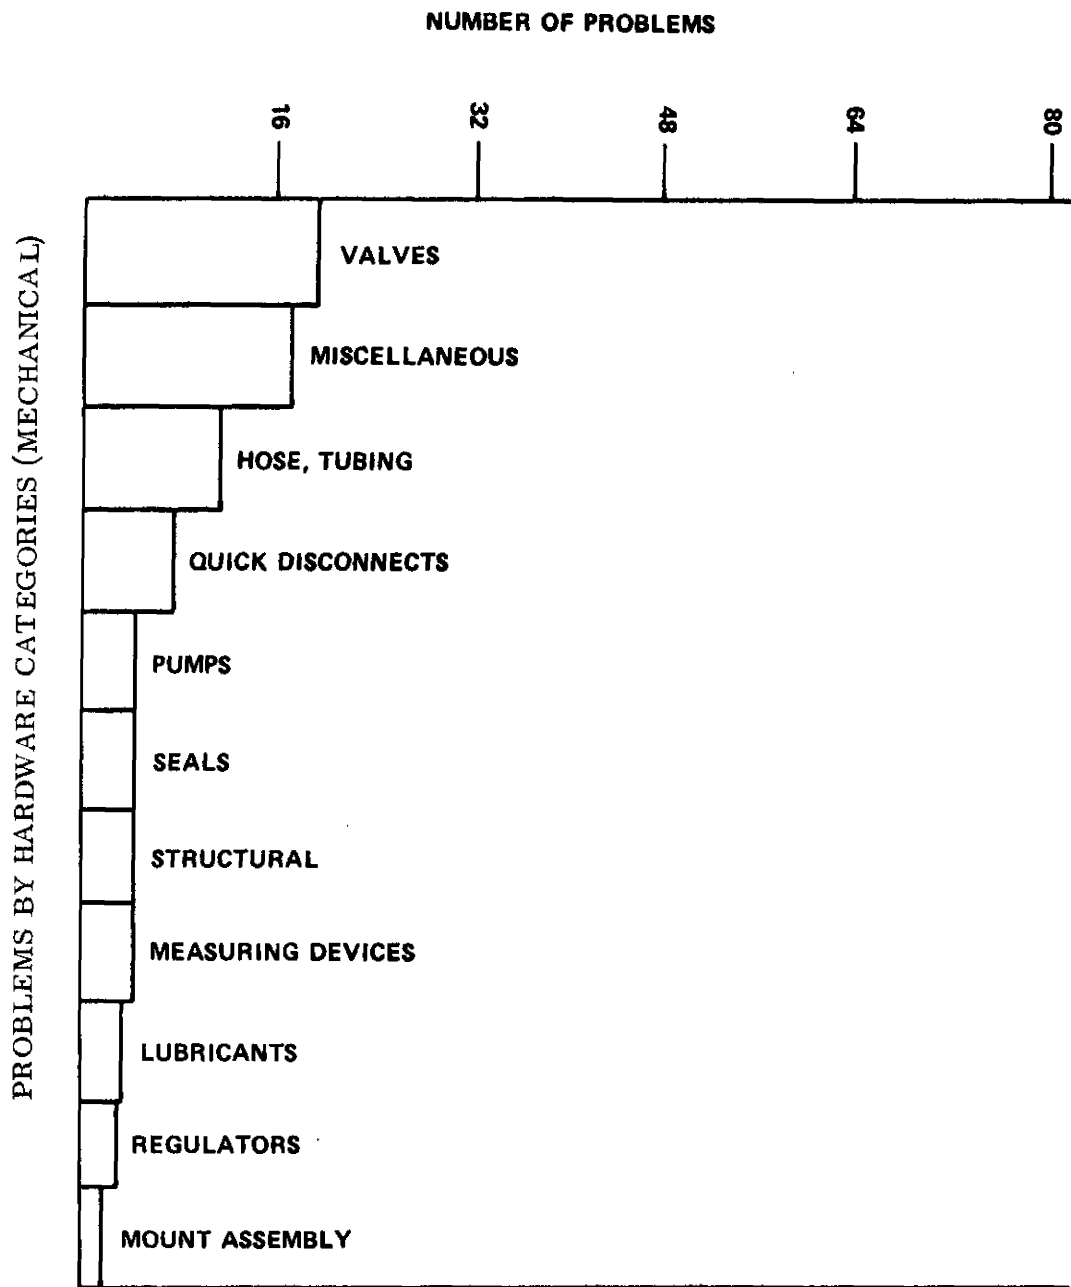 NUMBER OF PROBLEMS
16 32 48 64 80
PROBLEMS BY HARDWARE CATEGORIES (MECHANICAL)
VALVES
MISCELLANEOUS
HOSE, TUBING
QUICK DISCONNECTS
PUMPS
SEALS
STRUCTURAL
MEASURING DEVICES
LUBRICANTS
REGULATORS
MOUNT ASSEMBLY